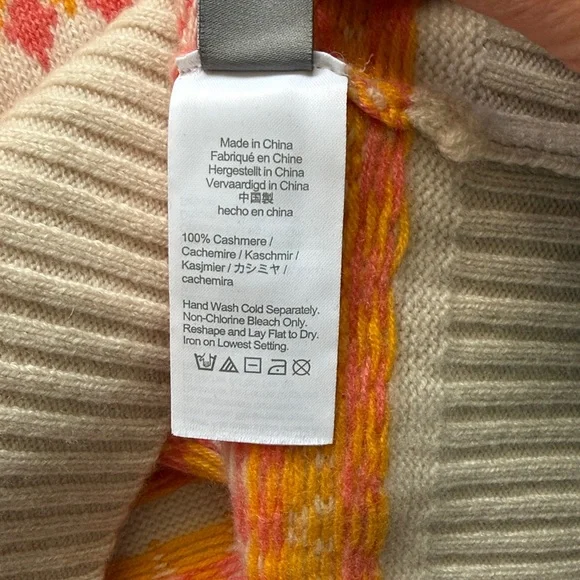 Made in China
Fabriqué en Chine
Hergestellt in China
Vervaardigd in China
中国製
hecho en china
100% Cashmere /
Cachemire / Kaschmir /
Kasjmier / カシミヤ /
cachemira
Hand Wash Cold Separately.
Non-Chlorine Bleach Only.
Reshape and Lay Flat to Dry.
Iron on Lowest Setting.